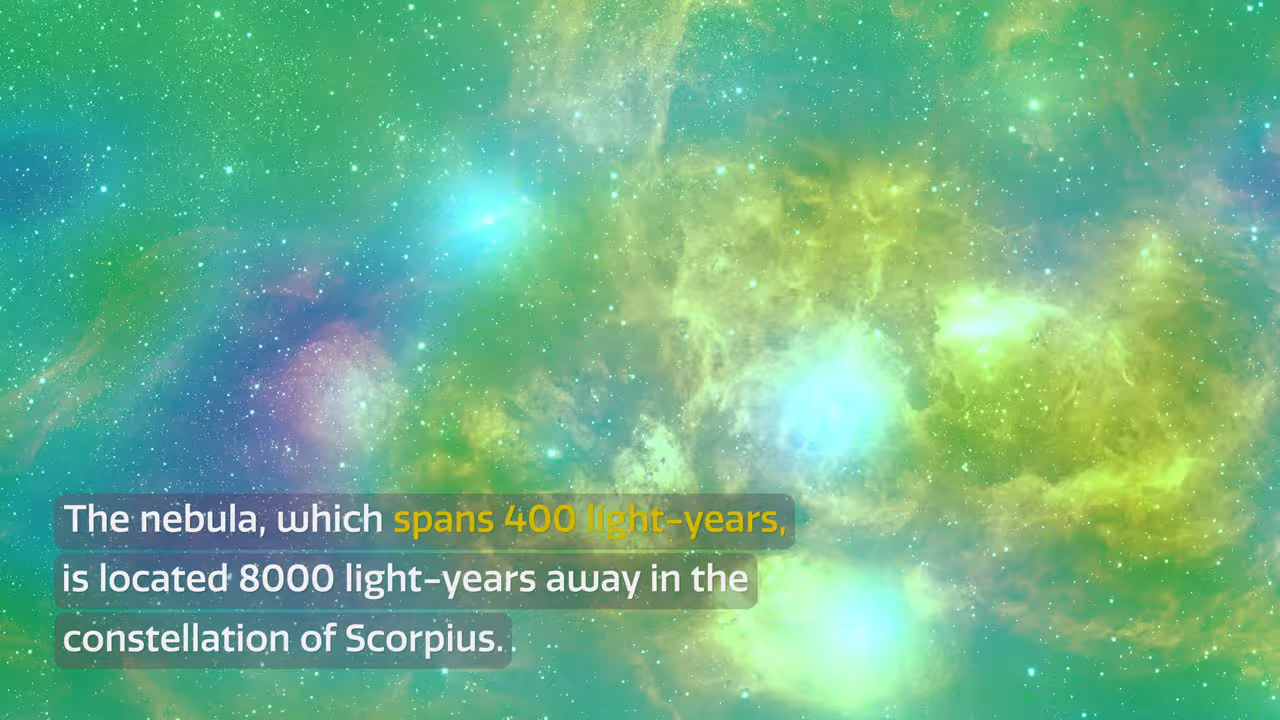 The nebula, which spans 400 light-years,
is located 8000 light-years away in the
constellation of Scorpius.